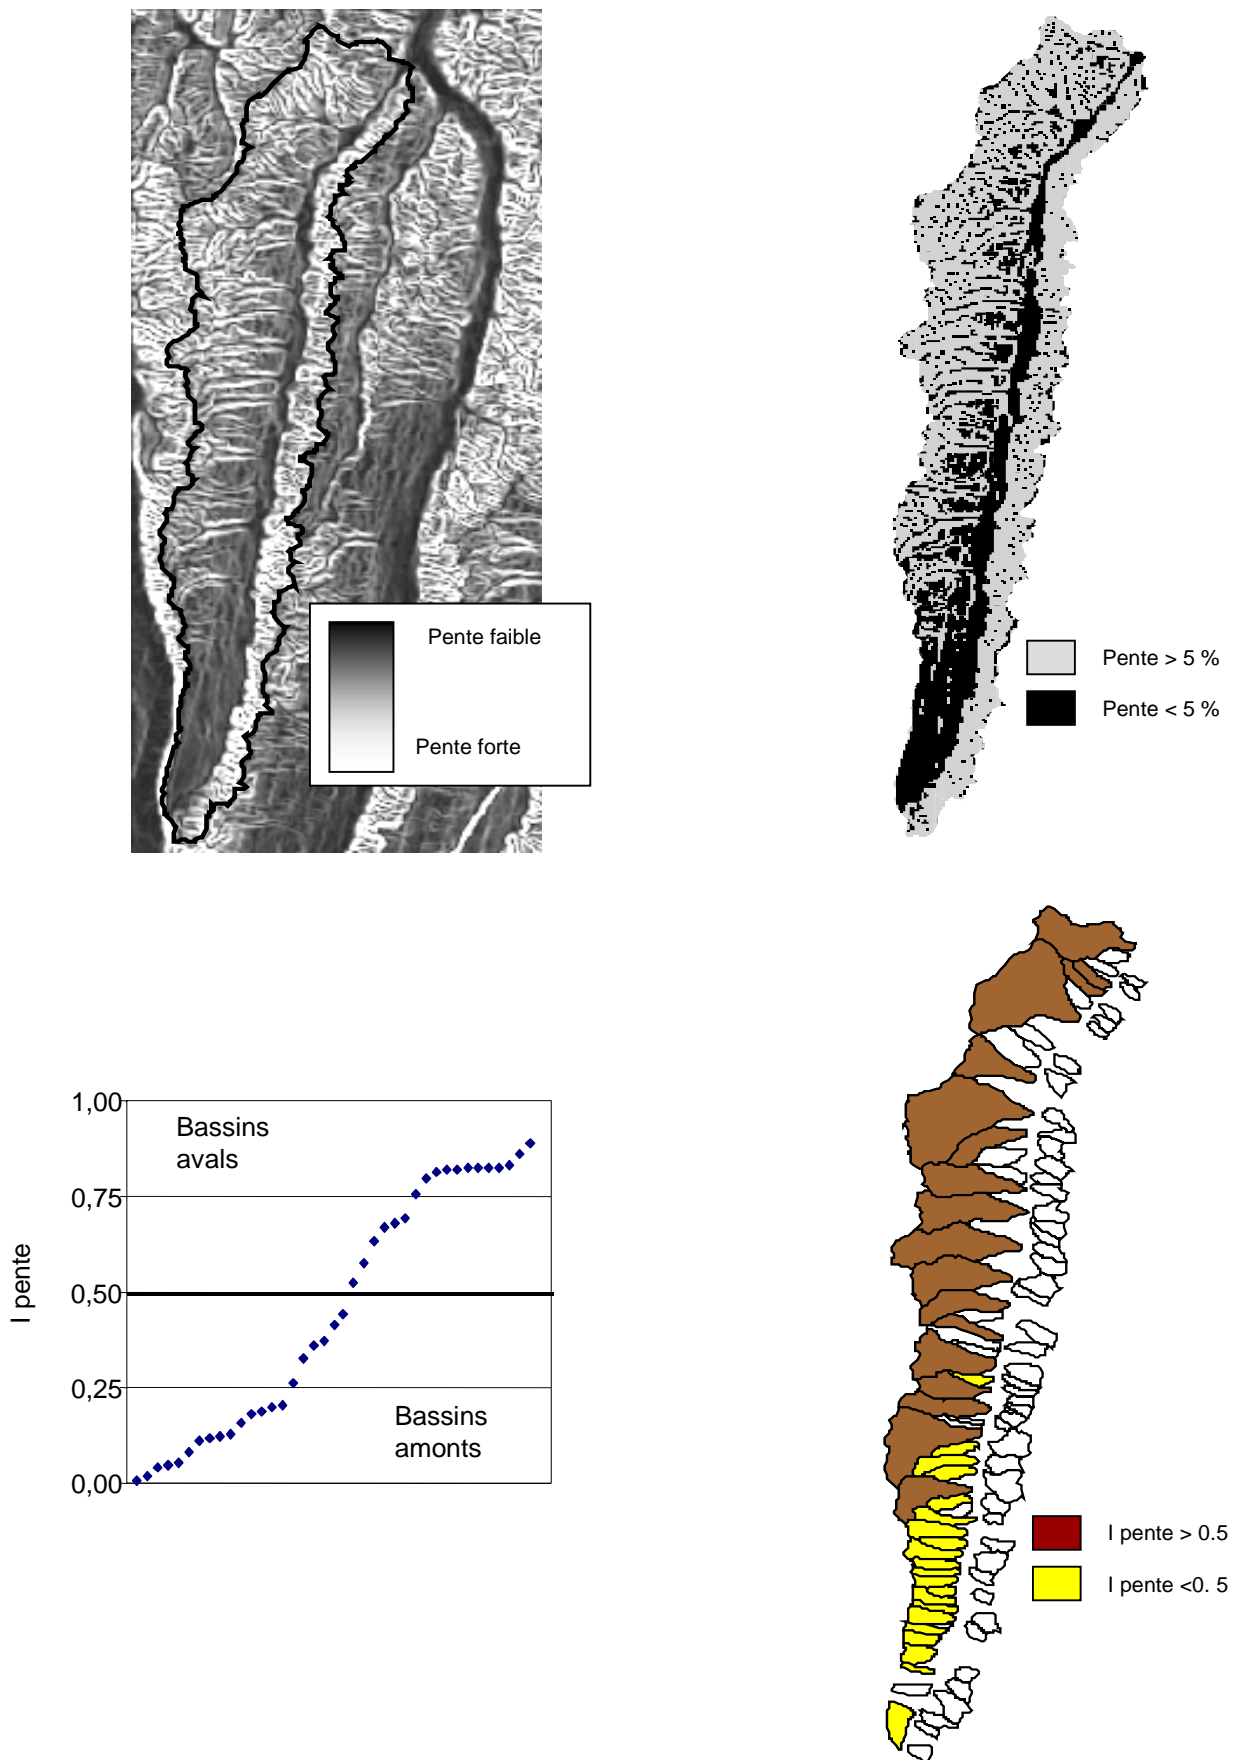 Pente faible
Pente forte
Pente > 5 %
Pente < 5 %
1,00
0,75
0,50
0,25
0,00
I pente
Bassins
avals
Bassins
amonts
I pente > 0.5
I pente <0. 5